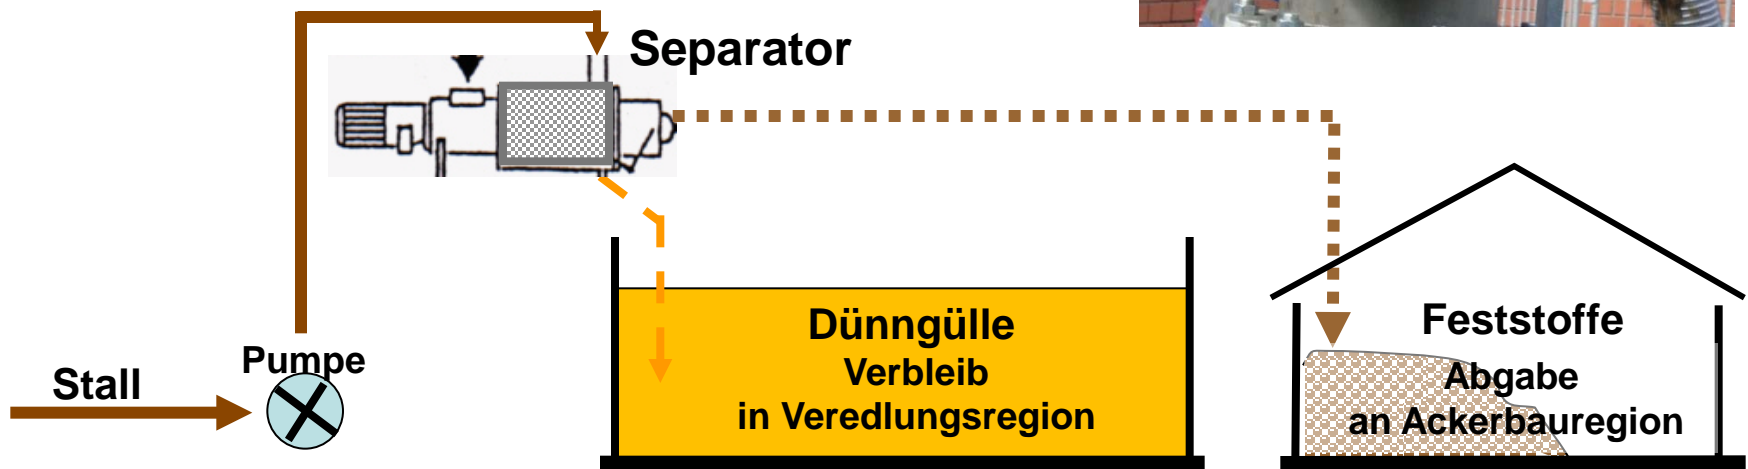 Separator
Pumpe
Stall
Dünngülle
Verbleib
in Veredlungsregion
Feststoffe
Abgabe
an Ackerbauregion